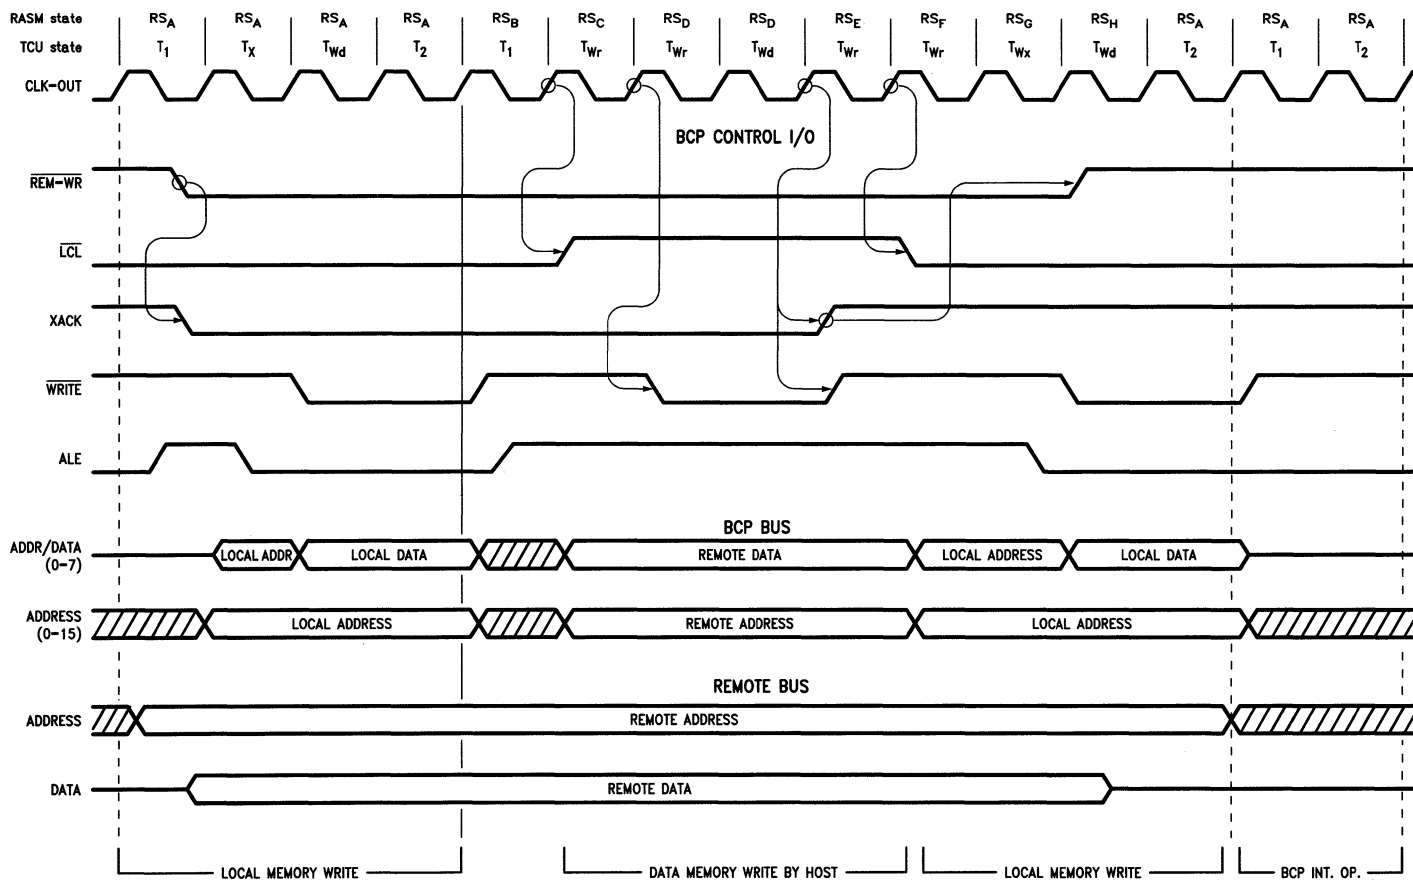 RASM state RSA RSA RSA RSA RSB RSC RSD RSD RSE RSF RSG RSH RSA RSA RSA
TCU state T1 TX TWd T2 T1 TWr TWr TWd TWr TWr TWx TWd T2 T1 T2
CLK-OUT
BCP CONTROL I/O
REM-WR
LCL
XACK
WRITE
ALE
BCP BUS
ADDR/DATA
(0-7)
LOCAL ADDR LOCAL DATA REMOTE DATA LOCAL ADDRESS LOCAL DATA
ADDRESS
(0-15)
LOCAL ADDRESS REMOTE ADDRESS LOCAL ADDRESS
REMOTE BUS
ADDRESS REMOTE ADDRESS
DATA REMOTE DATA
LOCAL MEMORY WRITE DATA MEMORY WRITE BY HOST LOCAL MEMORY WRITE BCP INT. OP.